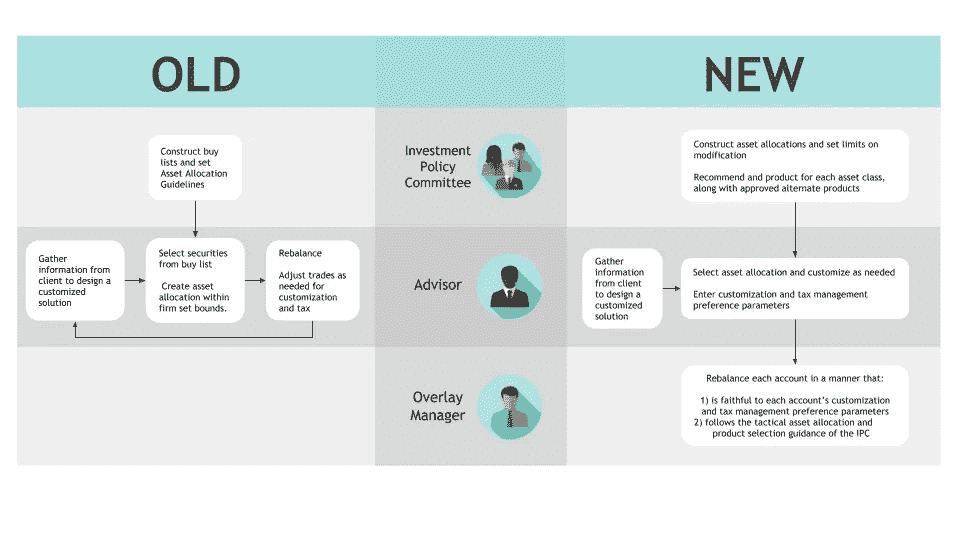 OLD
NEW
Construct buy
lists and set
Asset Allocation
Guidelines
Investment
Policy
Committee
Construct asset allocations and set limits on
modification
Recommend and product for each asset class,
along with approved alternate products
Gather
information from
client to design a
customized
solution
Select securities
from buy list
Create asset
allocation within
firm set bounds.
Rebalance
Adjust trades as
needed for
customization
and tax
Advisor
Gather
information
from client
to design a
customized
solution
Select asset allocation and customize as needed
Enter customization and tax management
preference parameters
Overlay
Manager
Rebalance each account in a manner that:
1) is faithful to each account's customization
and tax management preference parameters
2) follows the tactical asset allocation and
product selection guidance of the IPC